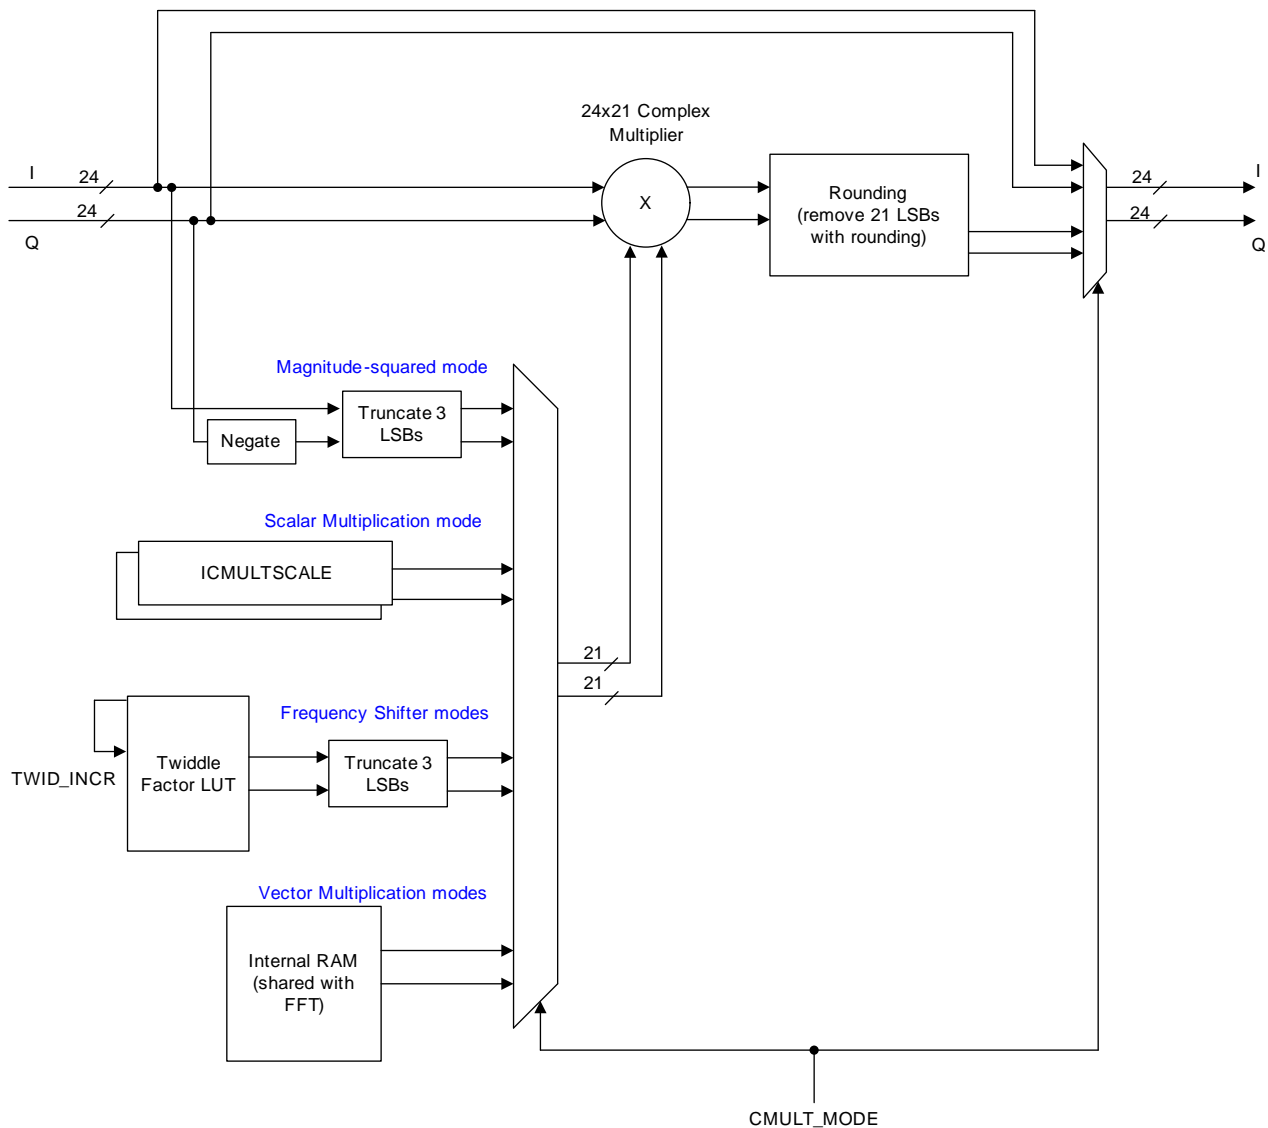 24x21 Complex
Multiplier
I
24
24
Q
X
Rounding
(remove 21 LSBs
with rounding)
24
I
24
Q
Magnitude-squared mode
Truncate 3
LSBs
Negate
Scalar Multiplication mode
ICMULTSCALE
21
21
Frequency Shifter modes
Twiddle
Factor LUT
Truncate 3
LSBs
TWID_INCR
Vector Multiplication modes
Internal RAM
(shared with
FFT)
CMULT_MODE